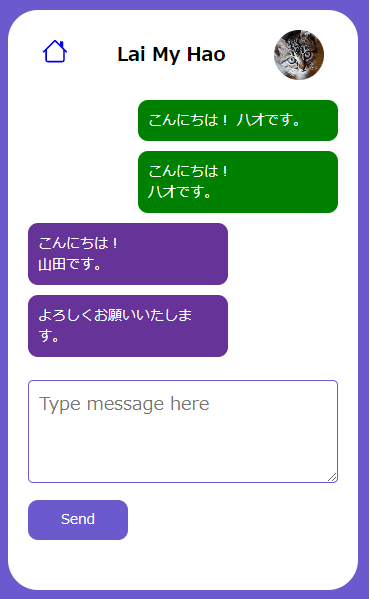 Lai My Hao
こんにちは！ ハオです。
こんにちは！
ハオです。
こんにちは！
山田です。
よろしくお願いいたしま
す。
Type message here
Send